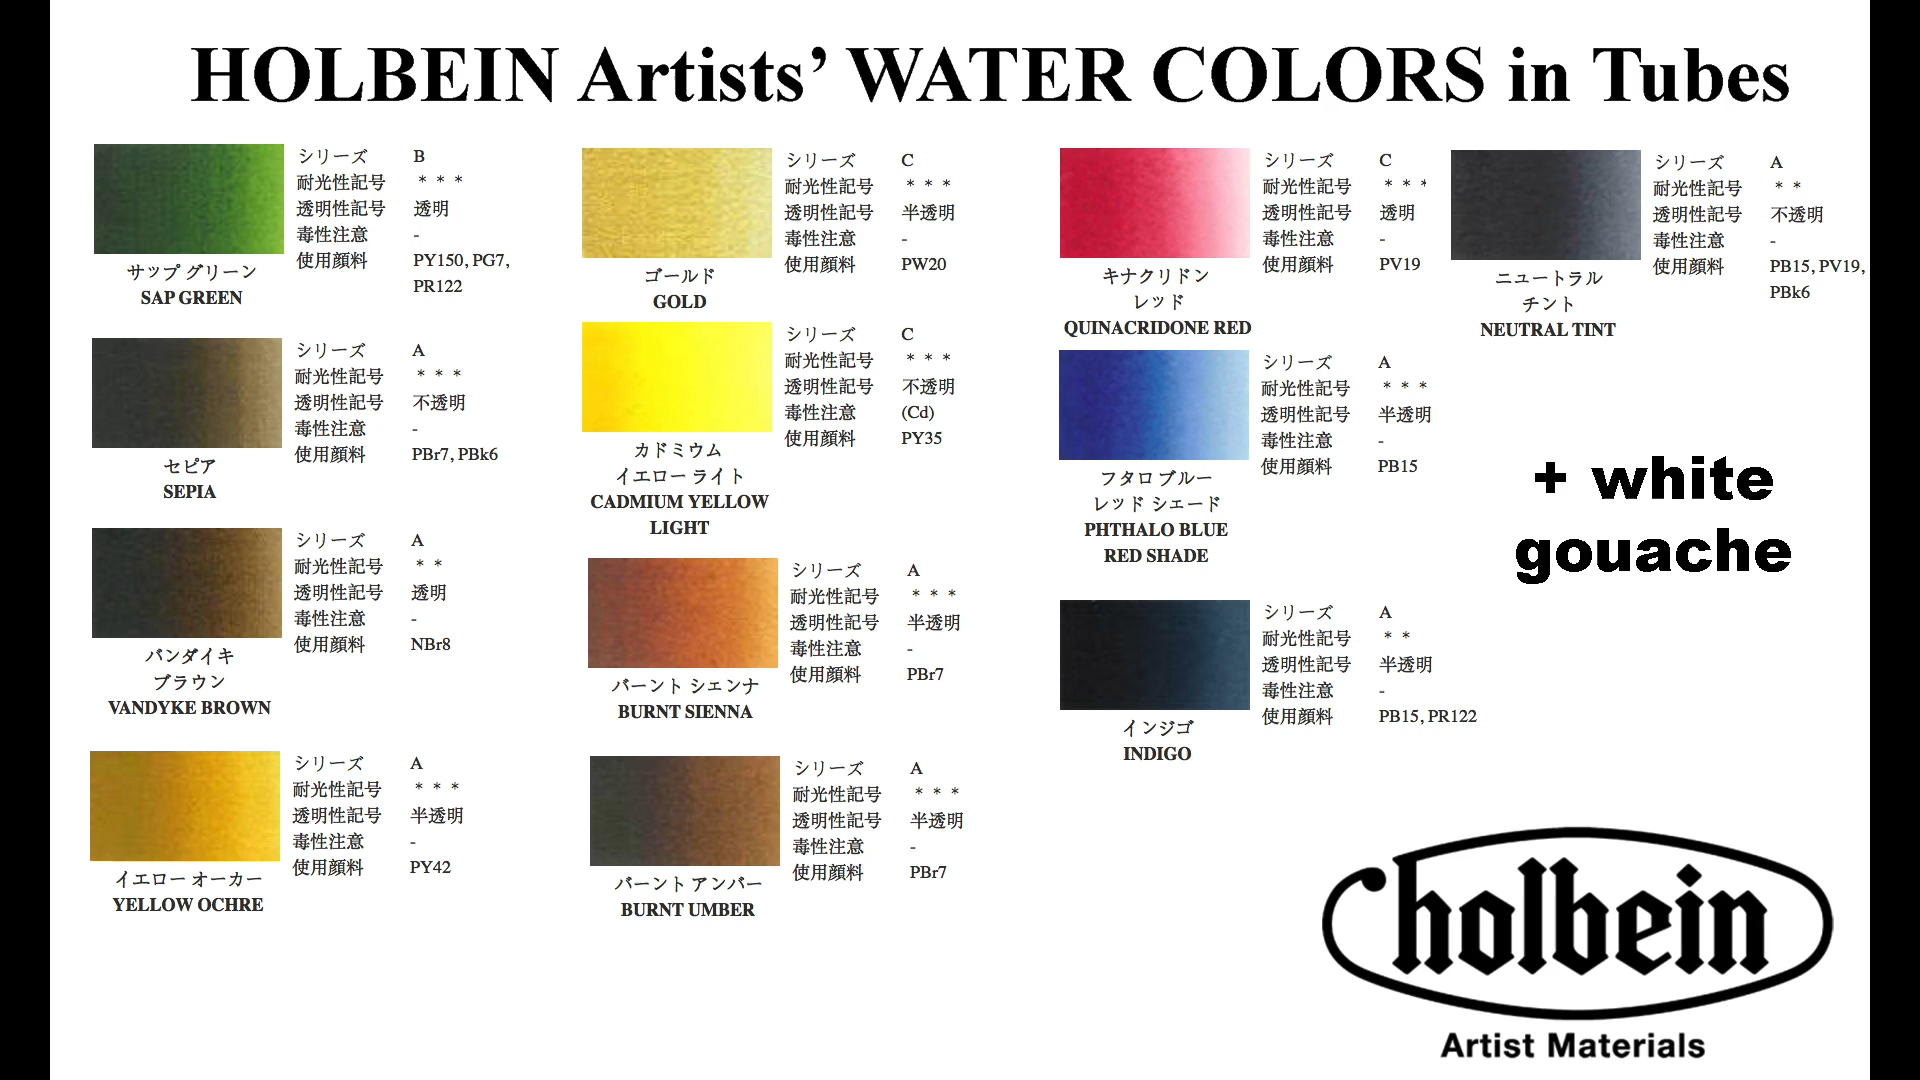 HOLBEIN Artists’ WATER COLORS in Tubes
シリーズ B
耐光性記号 ＊＊＊
透明性記号 透明
毒性注意 -
使用顔料 PY150, PG7,
PR122
サップ グリーン
SAP GREEN
シリーズ A
耐光性記号 ＊＊＊
透明性記号 不透明
毒性注意 -
使用顔料 PBr7, PBk6
セピア
SEPIA
シリーズ A
耐光性記号 ＊＊
透明性記号 透明
毒性注意 -
使用顔料 NBr8
バンダイキ
ブラウン
VANDYKE BROWN
シリーズ A
耐光性記号 ＊＊＊
透明性記号 半透明
毒性注意 -
使用顔料 PY42
イエロー オーカー
YELLOW OCHRE
シリーズ C
耐光性記号 ＊＊＊
透明性記号 半透明
毒性注意 -
使用顔料 PW20
ゴールド
GOLD
シリーズ C
耐光性記号 ＊＊＊
透明性記号 不透明
毒性注意 (Cd)
使用顔料 PY35
カドミウム
イエロー ライト
CADMIUM YELLOW
LIGHT
シリーズ A
耐光性記号 ＊＊＊
透明性記号 半透明
毒性注意 -
使用顔料 PBr7
バーント シェンナ
BURNT SIENNA
シリーズ A
耐光性記号 ＊＊＊
透明性記号 半透明
毒性注意 -
使用顔料 PBr7
バーント アンバー
BURNT UMBER
シリーズ C
耐光性記号 ＊＊＊
透明性記号 透明
毒性注意 -
使用顔料 PV19
キナクリドン
レッド
QUINACRIDONE RED
シリーズ A
耐光性記号 ＊＊＊
透明性記号 半透明
毒性注意 -
使用顔料 PB15
フタロ ブルー
レッド シェード
PHTHALO BLUE
RED SHADE
シリーズ A
耐光性記号 ＊＊
透明性記号 半透明
毒性注意 -
使用顔料 PB15, PR122
インジゴ
INDIGO
シリーズ A
耐光性記号 ＊＊
透明性記号 不透明
毒性注意 -
使用顔料 PB15, PV19,
PBk6
ニュートラル
チント
NEUTRAL TINT
+ white
gouache
holbein
Artist Materials